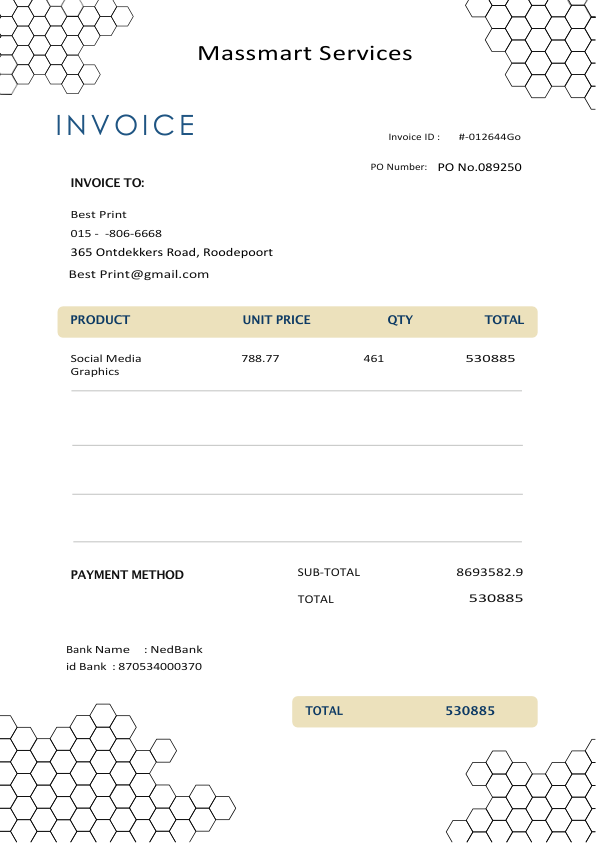 Massmart Services
INVOICE
Invoice ID : #-012644Go
PO Number: PO No.089250
INVOICE TO:
Best Print
015 - -806-6668
365 Ontdekkers Road, Roodepoort
Best Print@gmail.com
PRODUCT UNIT PRICE QTY TOTAL
Social Media 788.77 461 530885
Graphics
SUB-TOTAL 8693582.9
PAYMENT METHOD
TOTAL 530885
Bank Name : NedBank
id Bank : 870534000370
TOTAL 530885